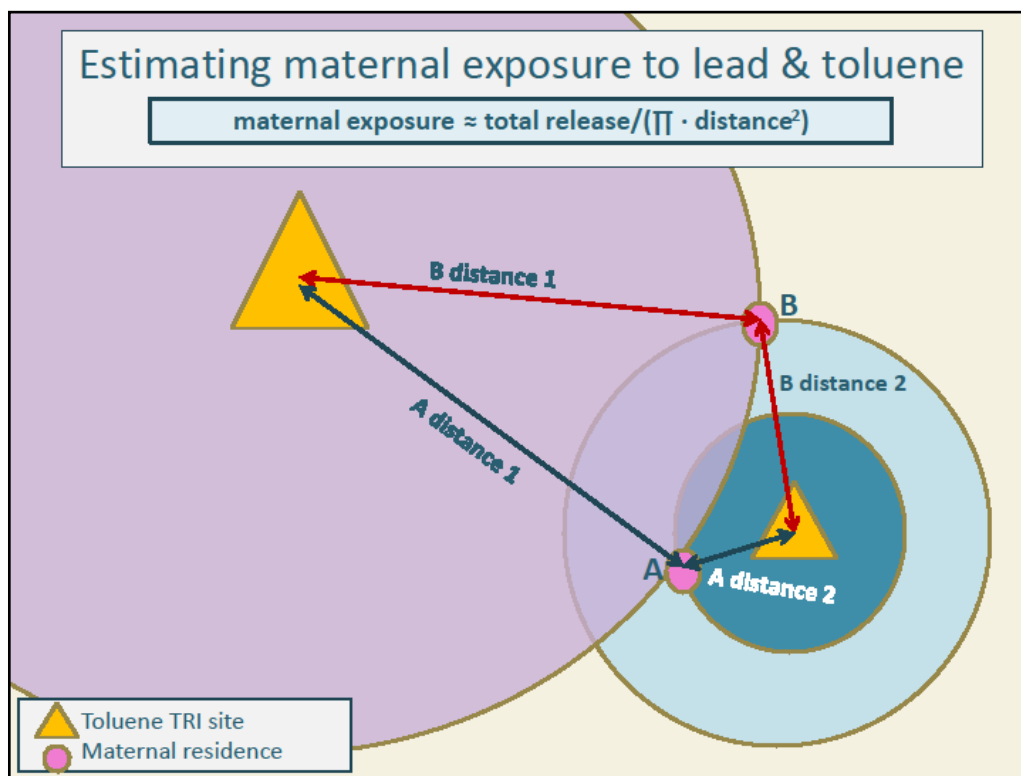 Estimating maternal exposure to lead & toluene
maternal exposure ≈ total release/(∏ · distance²)
B distance 1
B
B distance 2
A distance 1
A
A distance 2
Toluene TRI site
Maternal residence